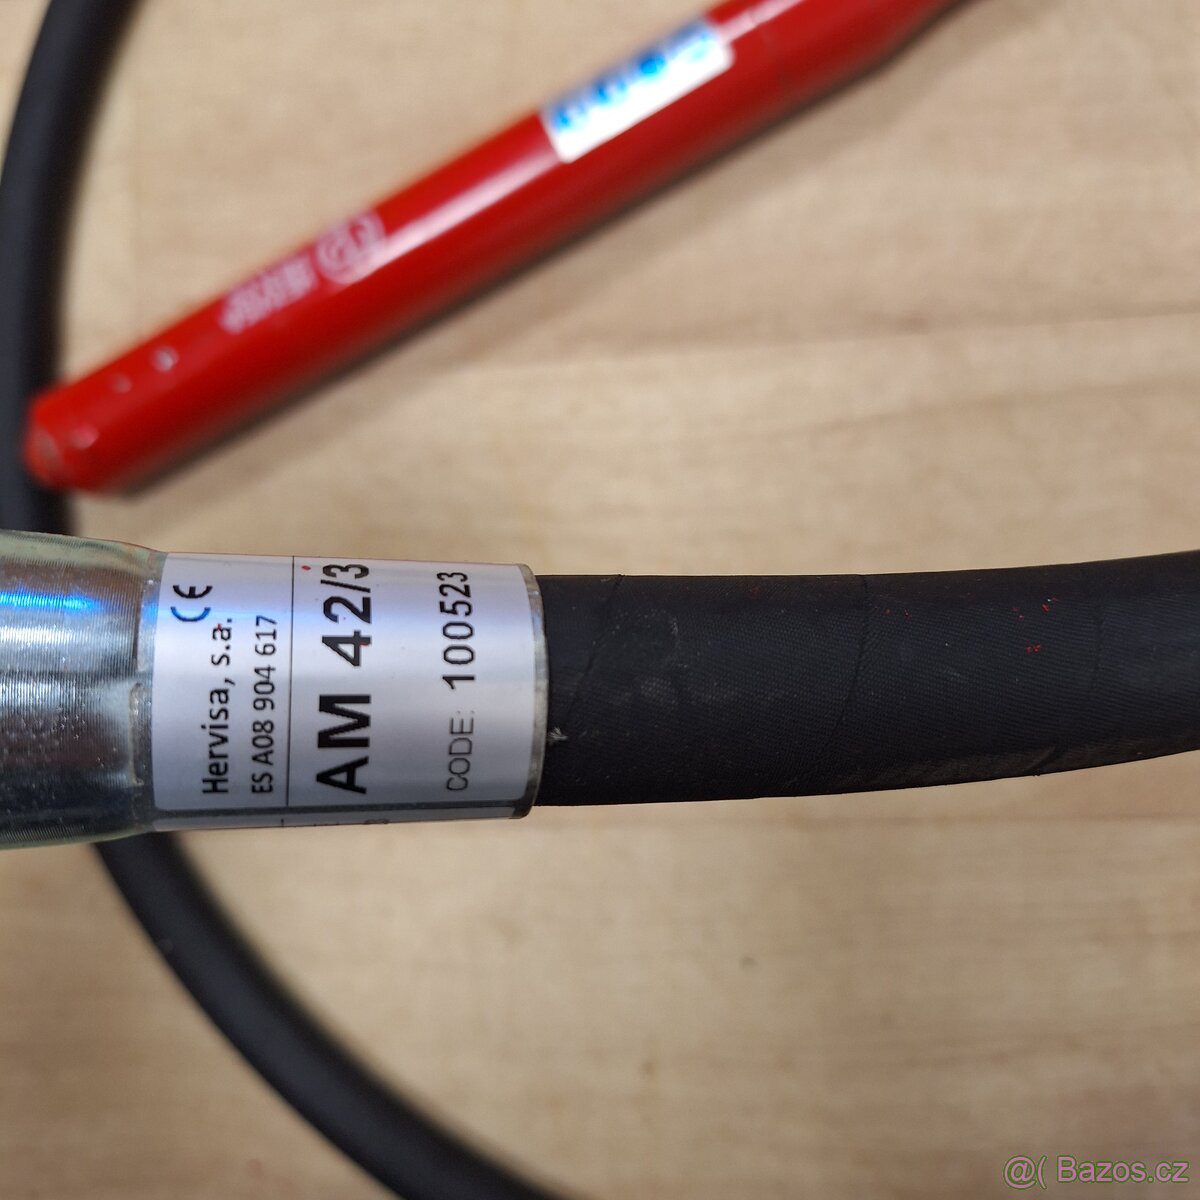 Hervisa, s.a. CE
ES A08 904 617
AM 42/3
CODE: 100523
@( Bazos.cz